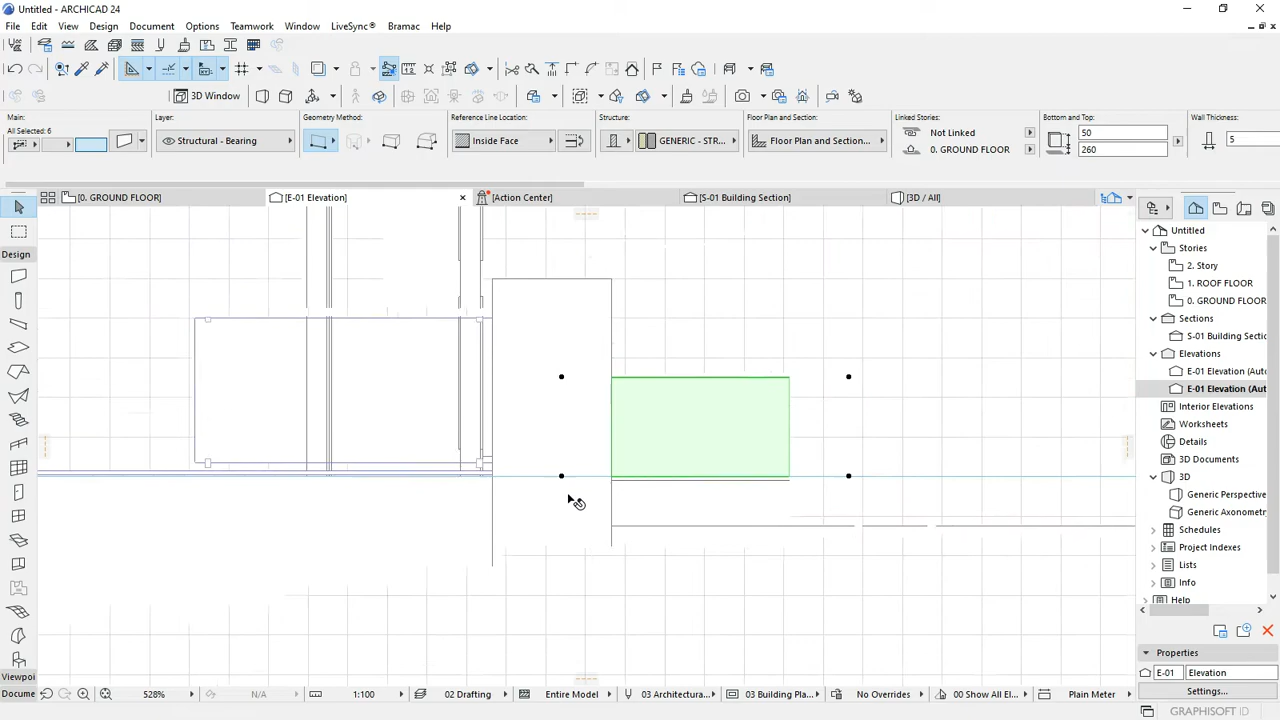 Untitled - ARCHICAD 24
File Edit View Design Document Options Teamwork Window LiveSync® Bramac Help
3D Window
Main:
All Selected: 6
Layer:
Structural - Bearing
Geometry Method:
Reference Line Location:
Inside Face
Structure:
GENERIC - STR...
Floor Plan and Section:
Floor Plan and Section...
Linked Stories:
Not Linked
0. GROUND FLOOR
Bottom and Top:
50
260
Wall Thickness:
5
[0. GROUND FLOOR]
[E-01 Elevation]
[Action Center]
[S-01 Building Section]
[3D / All]
Design
Viewpoi
Docume
Untitled
Stories
2. Story
1. ROOF FLOOR
0. GROUND FLOOR
Sections
S-01 Building Sectio
Elevations
E-01 Elevation (Aut
E-01 Elevation (Aut
Interior Elevations
Worksheets
Details
3D Documents
3D
Generic Perspective
Generic Axonometr
Schedules
Project Indexes
Lists
Info
Help
Properties
E-01 Elevation
Settings...
528%
N/A
1:100
02 Drafting
Entire Model
03 Architectura...
03 Building Pla...
No Overrides
00 Show All El...
Plain Meter
GRAPHISOFT ID